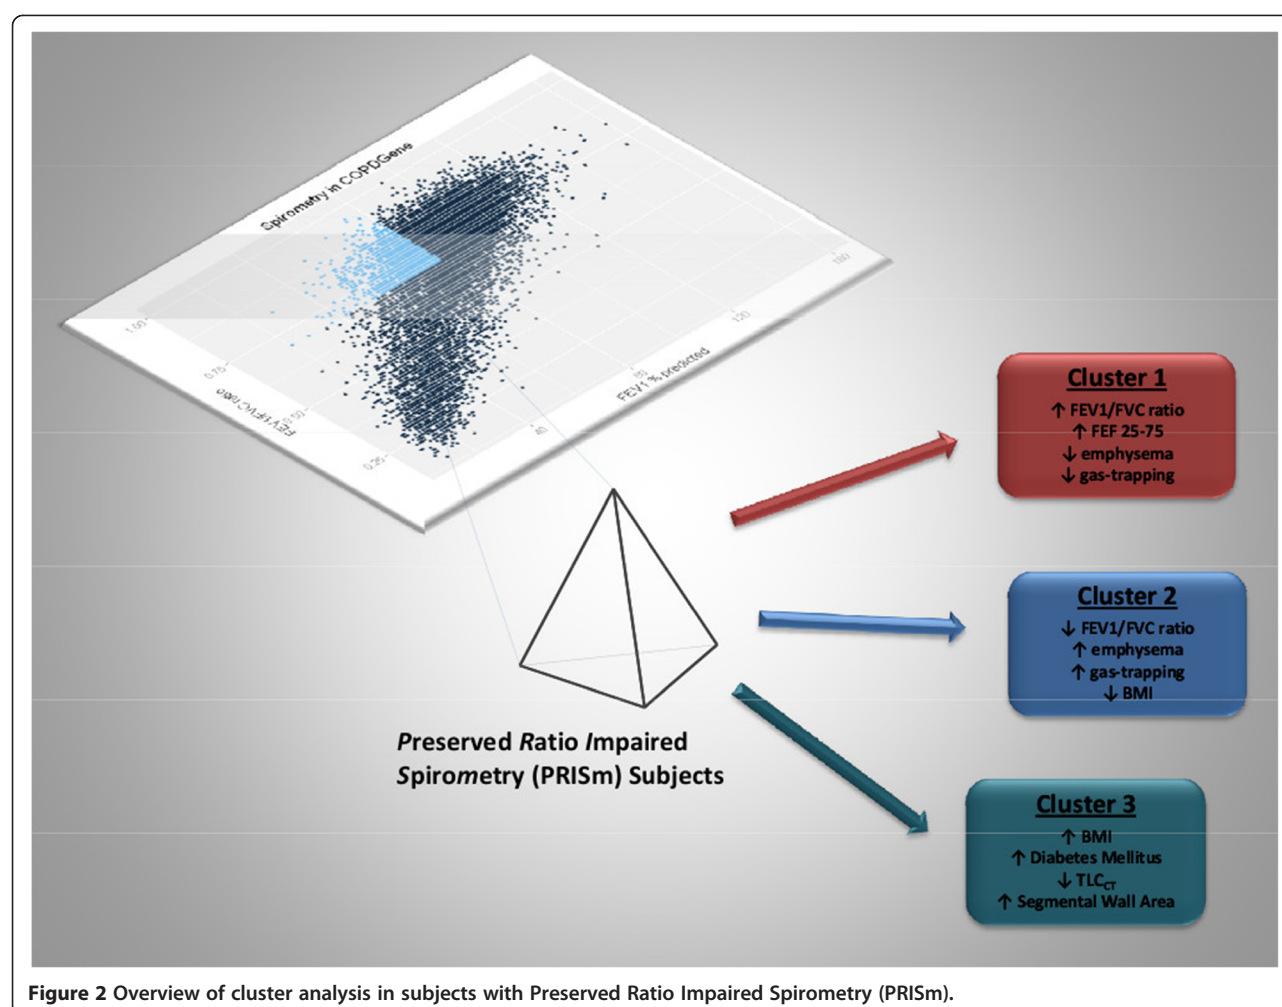 Spirometry in COPDGene
1.00
0.75
0.50
0.25
FEV1/FVC ratio
40
80
120
160
FEV1 % predicted
Cluster 1
↑ FEV1/FVC ratio
↑ FEF 25-75
↓ emphysema
↓ gas-trapping
Cluster 2
↓ FEV1/FVC ratio
↑ emphysema
↑ gas-trapping
↓ BMI
Preserved Ratio Impaired
Spirometry (PRISm) Subjects
Cluster 3
↑ BMI
↑ Diabetes Mellitus
↓ TLCCT
↑ Segmental Wall Area
Figure 2 Overview of cluster analysis in subjects with Preserved Ratio Impaired Spirometry (PRISm).